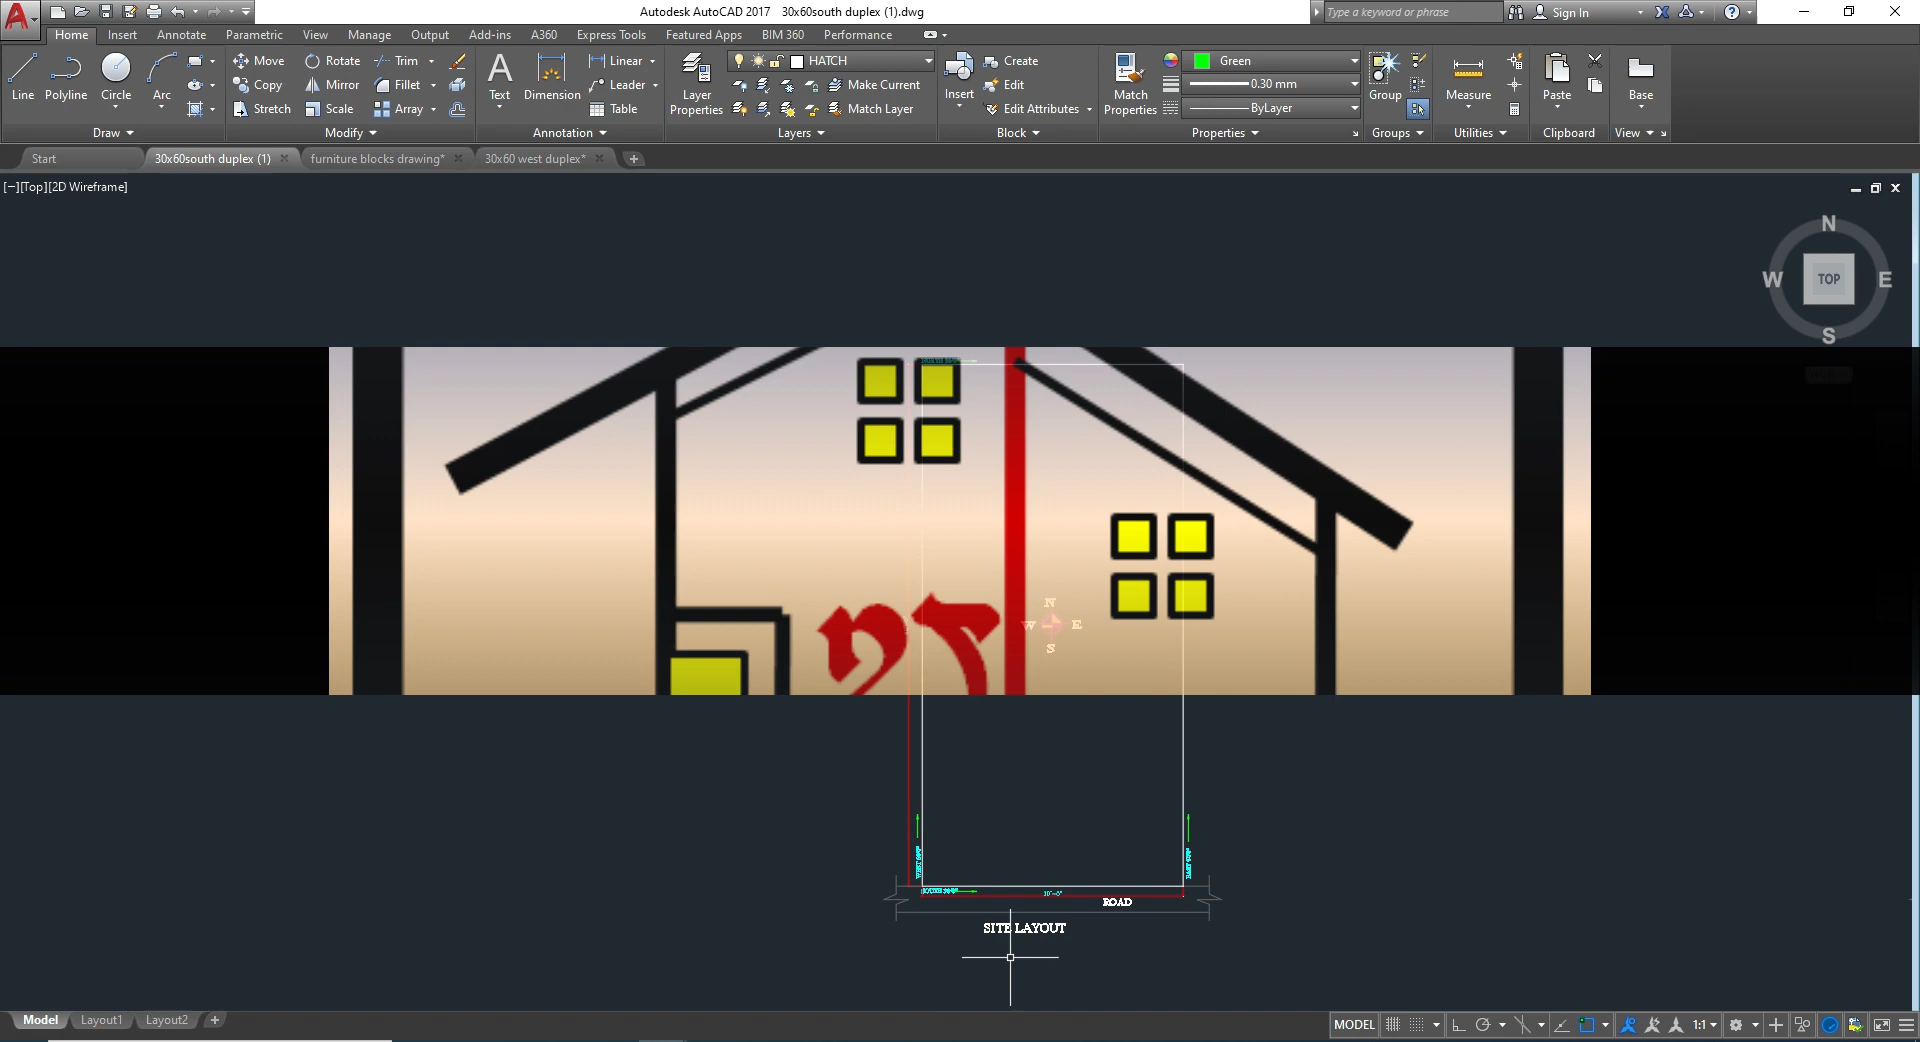 Autodesk AutoCAD 2017 30x60south duplex (1).dwg
Type a keyword or phrase
Sign In
Home Insert Annotate Parametric View Manage Output Add-ins A360 Express Tools Featured Apps BIM 360 Performance
Line Polyline Circle Arc
Move Rotate Trim
Copy Mirror Fillet
Stretch Scale Array
Text Dimension
Linear
Leader
Table
Layer Properties
HATCH
Make Current
Match Layer
Insert
Create
Edit
Edit Attributes
Match Properties
Green
0.30 mm
ByLayer
Group
Measure
Paste
Base
Draw Modify Annotation Layers Block Properties Groups Utilities Clipboard View
Start 30x60south duplex (1) furniture blocks drawing* 30x60 west duplex*
[−][Top][2D Wireframe]
N
W TOP E
S
N
W E
S
ROAD
SITE LAYOUT
Model Layout1 Layout2
MODEL 1:1